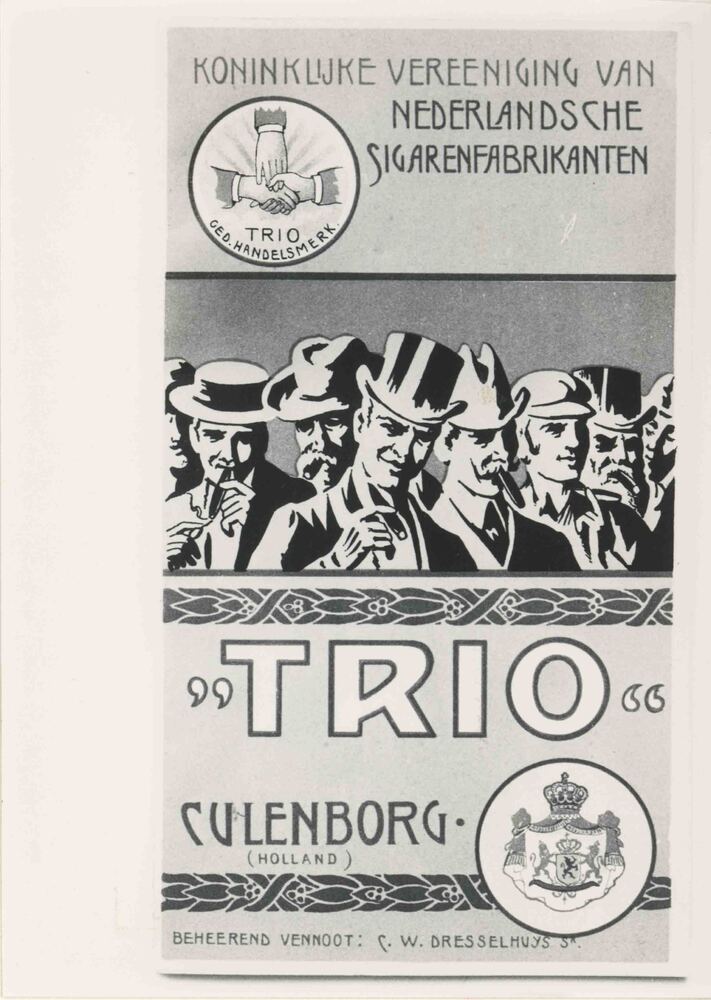 KONINKLIJKE VEREENIGING VAN
NEDERLANDSCHE
SIGARENFABRIKANTEN
TRIO
GED. HANDELSMERK.
„TRIO“
CULENBORG.
(HOLLAND)
BEHEEREND VENNOOT: C. W. DRESSELHUYS Sr.